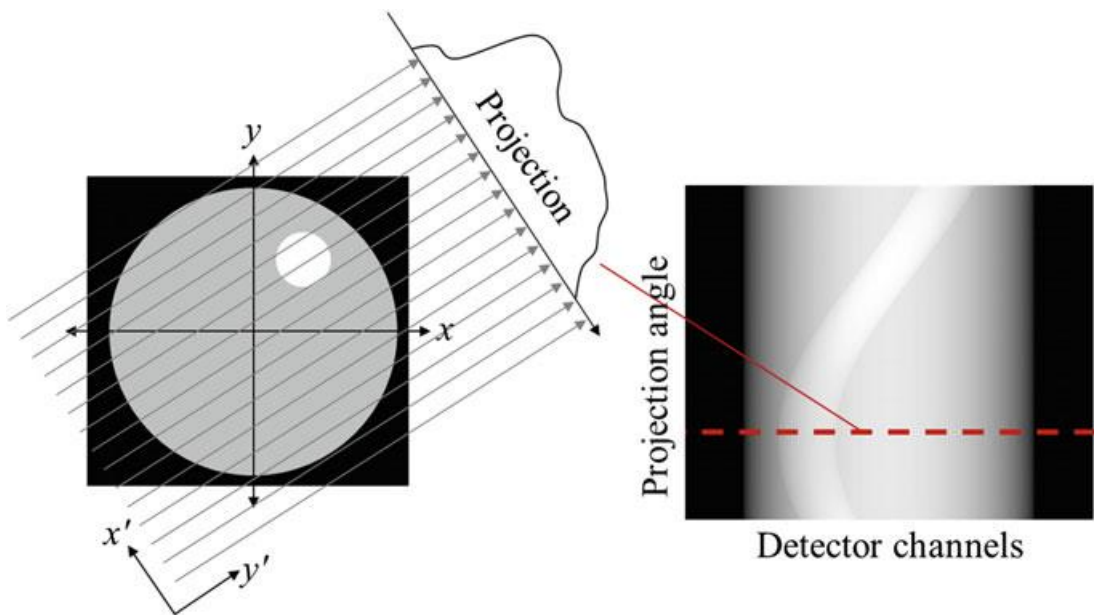 y
Projection
x
x′
y′
Projection angle
Detector channels